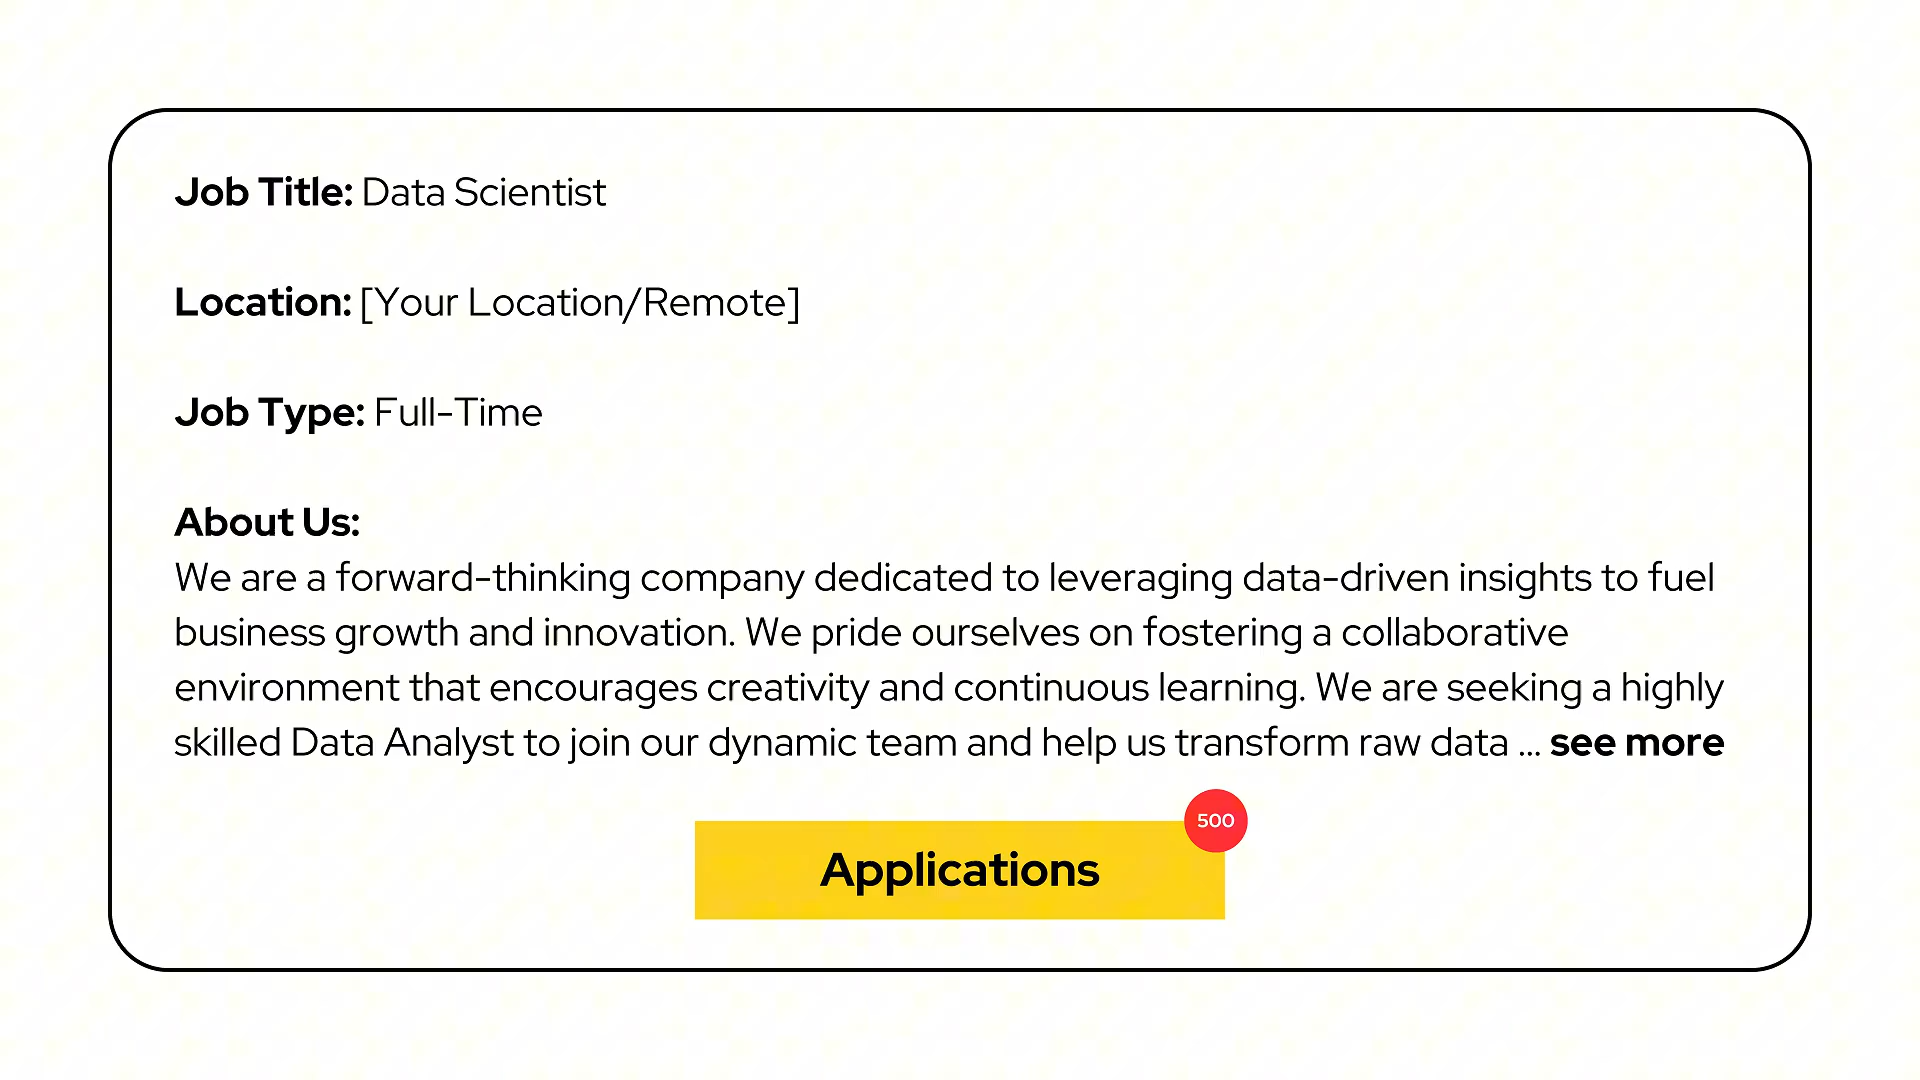 Job Title: Data Scientist
Location: [Your Location/Remote]
Job Type: Full-Time
About Us:
We are a forward-thinking company dedicated to leveraging data-driven insights to fuel
business growth and innovation. We pride ourselves on fostering a collaborative
environment that encourages creativity and continuous learning. We are seeking a highly
skilled Data Analyst to join our dynamic team and help us transform raw data ... see more
500
Applications